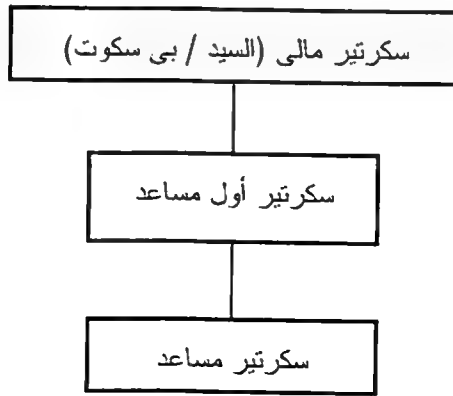 سكرتير مالى (السيد / بى سكوت)
سكرتير أول مساعد
سكرتير مساعد